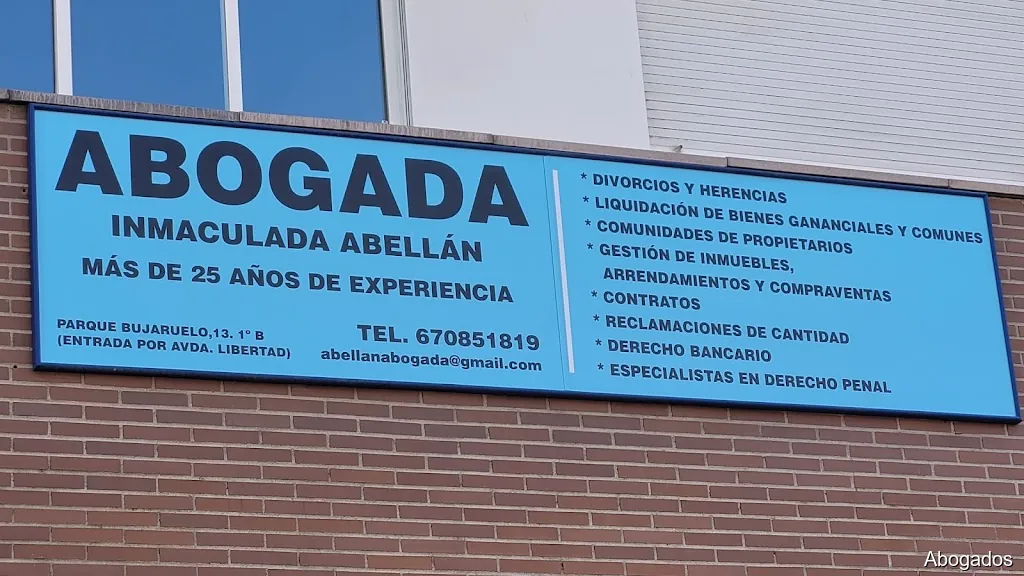 ABOGADA
INMACULADA ABELLÁN
MÁS DE 25 AÑOS DE EXPERIENCIA
PARQUE BUJARUELO,13. 1º B
(ENTRADA POR AVDA. LIBERTAD)
TEL. 670851819
abellanabogada@gmail.com
* DIVORCIOS Y HERENCIAS
* LIQUIDACIÓN DE BIENES GANANCIALES Y COMUNES
* COMUNIDADES DE PROPIETARIOS
* GESTIÓN DE INMUEBLES,
ARRENDAMIENTOS Y COMPRAVENTAS
* CONTRATOS
* RECLAMACIONES DE CANTIDAD
* DERECHO BANCARIO
* ESPECIALISTAS EN DERECHO PENAL
Abogados